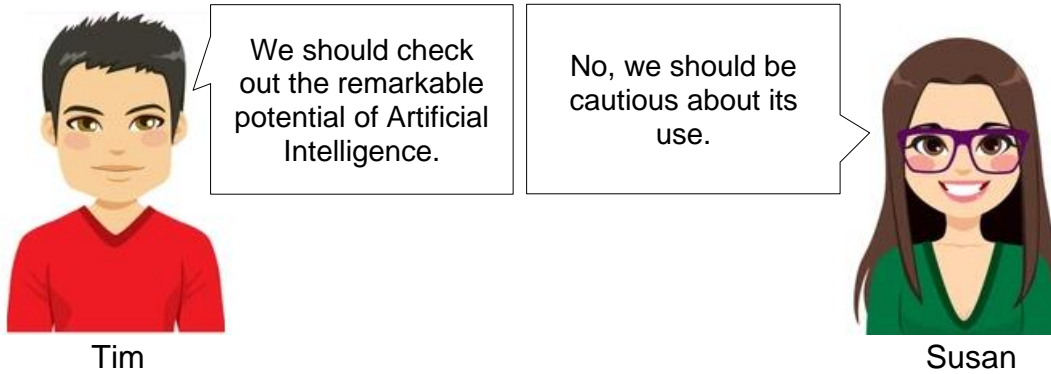 We should check
out the remarkable
potential of Artificial
Intelligence.
No, we should be
cautious about its
use.
Tim
Susan